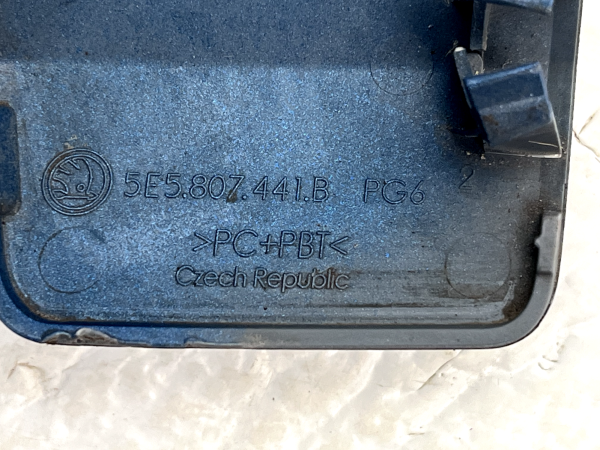 5E5.807.441.B PG6 2
>PC+PBT<
Czech Republic